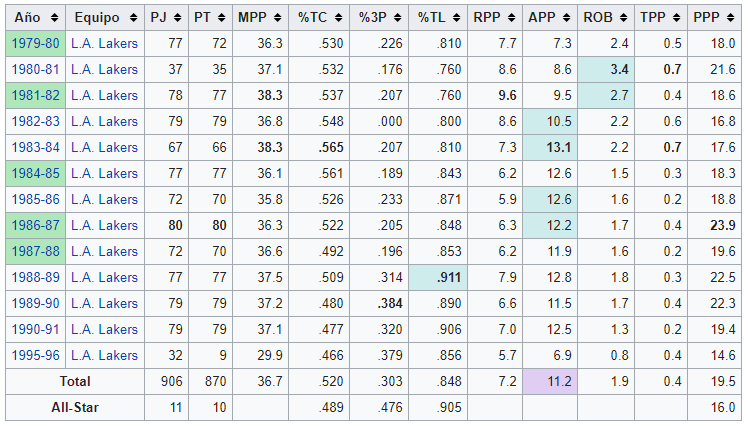 Año Equipo PJ PT MPP %TC %3P %TL RPP APP ROB TPP PPP
1979-80 L.A. Lakers 77 72 36.3 .530 .226 .810 7.7 7.3 2.4 0.5 18.0
1980-81 L.A. Lakers 37 35 37.1 .532 .176 .760 8.6 8.6 3.4 0.7 21.6
1981-82 L.A. Lakers 78 77 38.3 .537 .207 .760 9.6 9.5 2.7 0.4 18.6
1982-83 L.A. Lakers 79 79 36.8 .548 .000 .800 8.6 10.5 2.2 0.6 16.8
1983-84 L.A. Lakers 67 66 38.3 .565 .207 .810 7.3 13.1 2.2 0.7 17.6
1984-85 L.A. Lakers 77 77 36.1 .561 .189 .843 6.2 12.6 1.5 0.3 18.3
1985-86 L.A. Lakers 72 70 35.8 .526 .233 .871 5.9 12.6 1.6 0.2 18.8
1986-87 L.A. Lakers 80 80 36.3 .522 .205 .848 6.3 12.2 1.7 0.4 23.9
1987-88 L.A. Lakers 72 70 36.6 .492 .196 .853 6.2 11.9 1.6 0.2 19.6
1988-89 L.A. Lakers 77 77 37.5 .509 .314 .911 7.9 12.8 1.8 0.3 22.5
1989-90 L.A. Lakers 79 79 37.2 .480 .384 .890 6.6 11.5 1.7 0.4 22.3
1990-91 L.A. Lakers 79 79 37.1 .477 .320 .906 7.0 12.5 1.3 0.2 19.4
1995-96 L.A. Lakers 32 9 29.9 .466 .379 .856 5.7 6.9 0.8 0.4 14.6
Total 906 870 36.7 .520 .303 .848 7.2 11.2 1.9 0.4 19.5
All-Star 11 10 .489 .476 .905 16.0